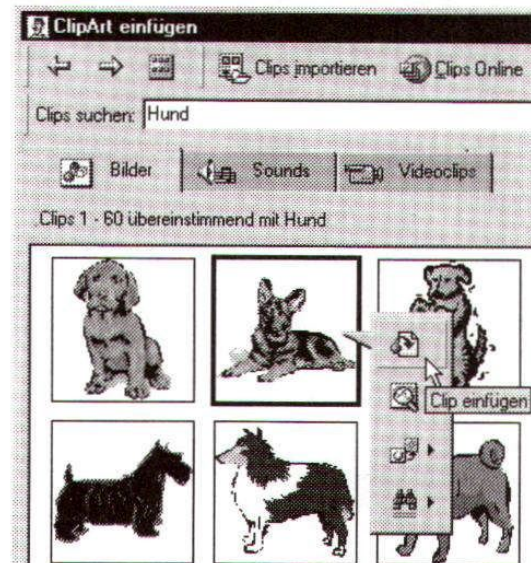 ClipArt einfügen
Clips importieren Clips Online
Clips suchen: Hund
Bilder Sounds Videoclips
Clips 1 - 60 übereinstimmend mit Hund
Clip einfügen